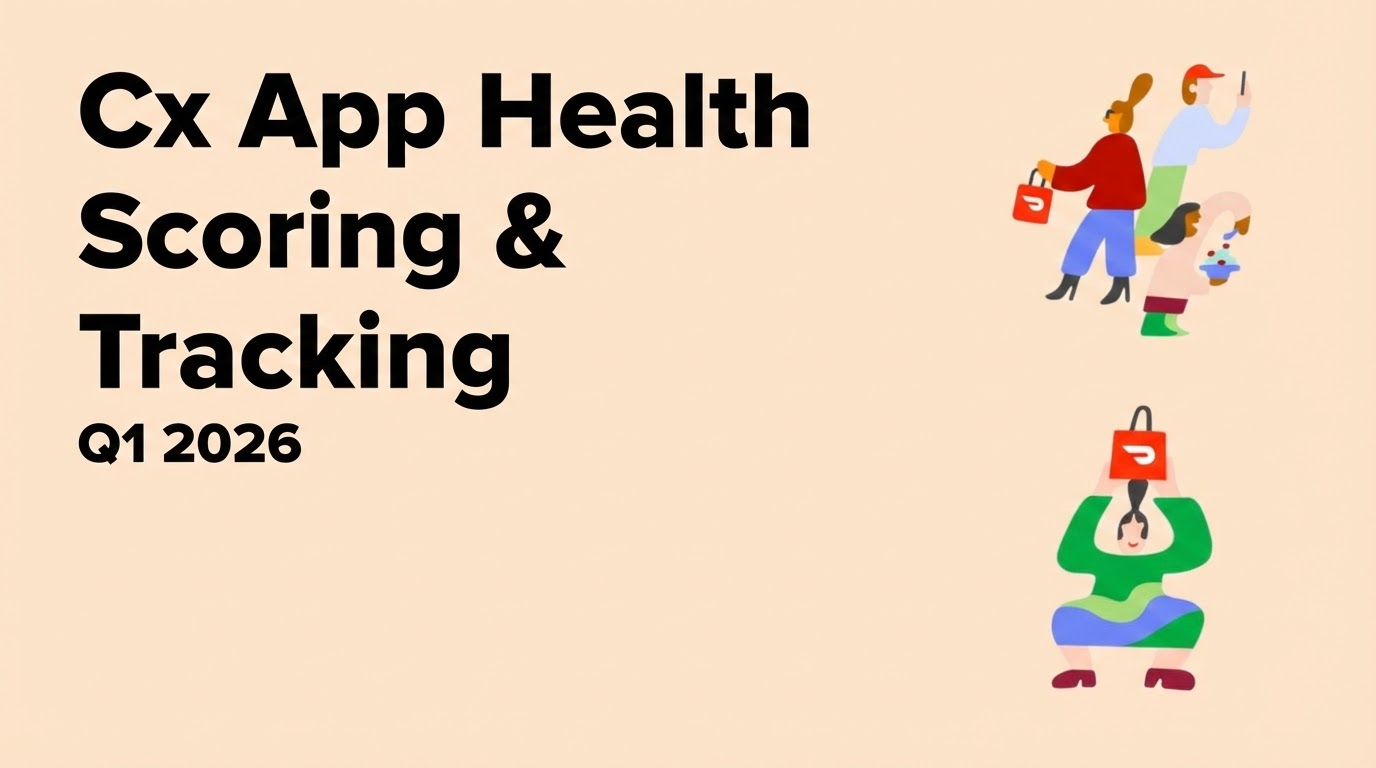 Cx App Health
Scoring &
Tracking
Q1 2026